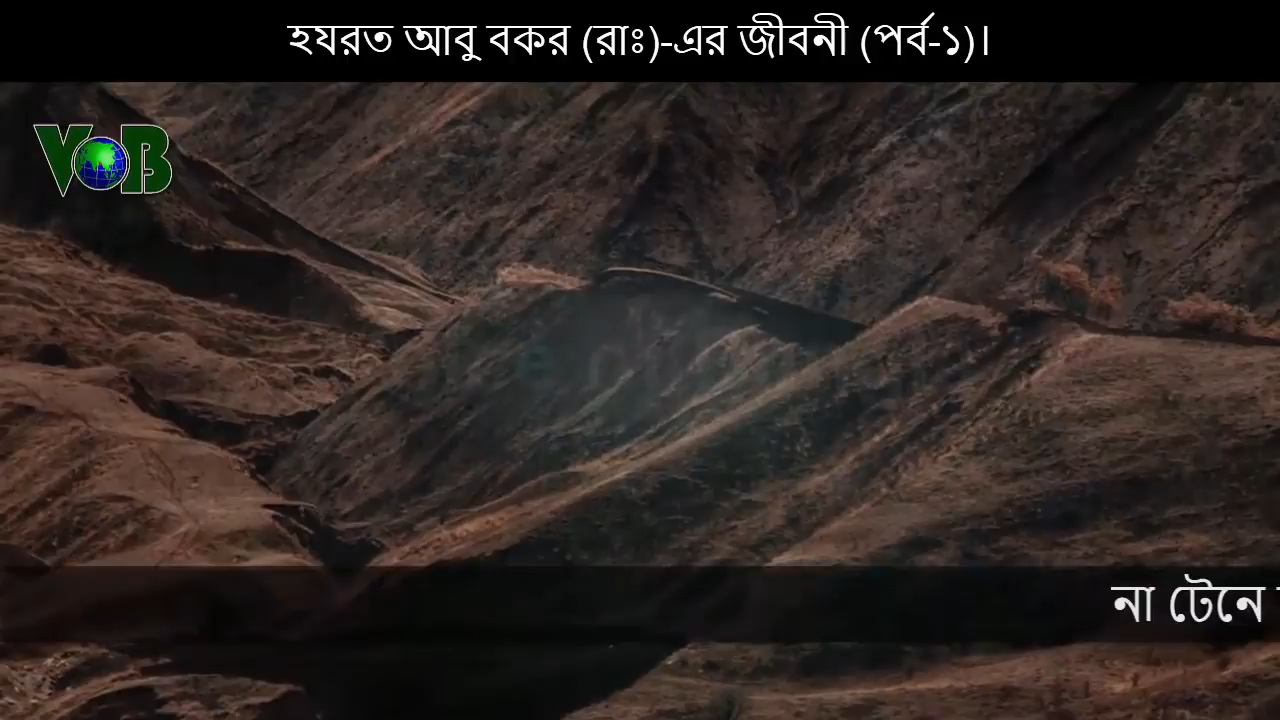 হযরত আবু বকর (রাঃ)-এর জীবনী (পর্ব-১)।
VOB
না টেনে